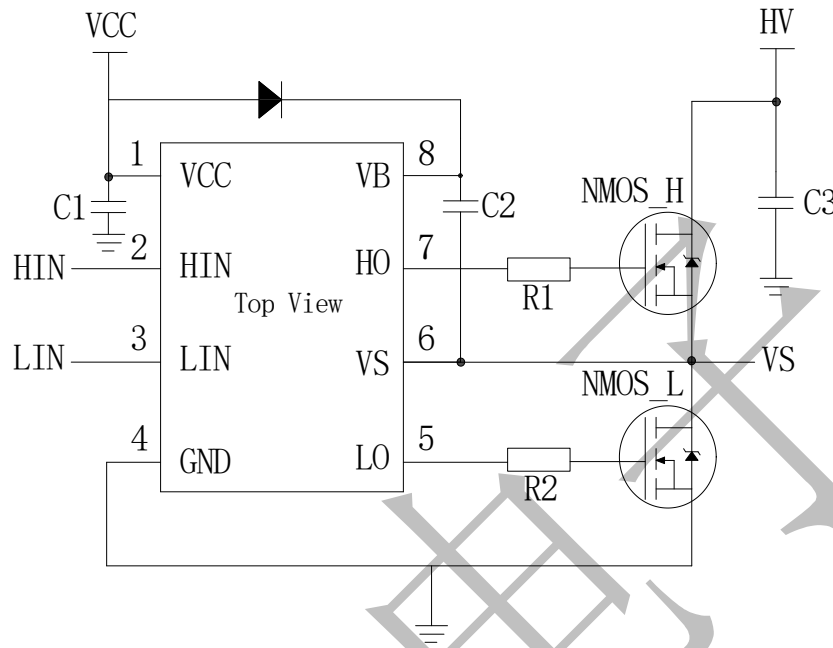 VCC
HV
1
VCC
VB
8
C1
C2
NMOS_H
C3
HIN
2
HIN
HO
7
R1
Top View
LIN
3
LIN
VS
6
VS
NMOS_L
4
GND
LO
5
R2